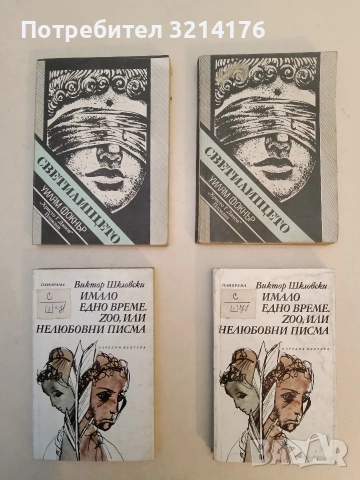 Потребител 3214176
СВЕТИЛИЩЕТО
УИЛЯМ ФОКНЪР
СВЕТИЛИЩЕТО
УИЛЯМ ФОКНЪР
ПАНОРАМА
Виктор Шкловски
ИМАЛО
ЕДНО ВРЕМЕ.
ZOO, ИЛИ
НЕЛЮБОВНИ ПИСМА
НАРОДНА КУЛТУРА
С
ПАНОРАМА
Виктор Шкловски
ИМАЛО
ЕДНО ВРЕМЕ.
ZOO, ИЛИ
НЕЛЮБОВНИ ПИСМА
НАРОДНА КУЛТУРА
С
BAZAR